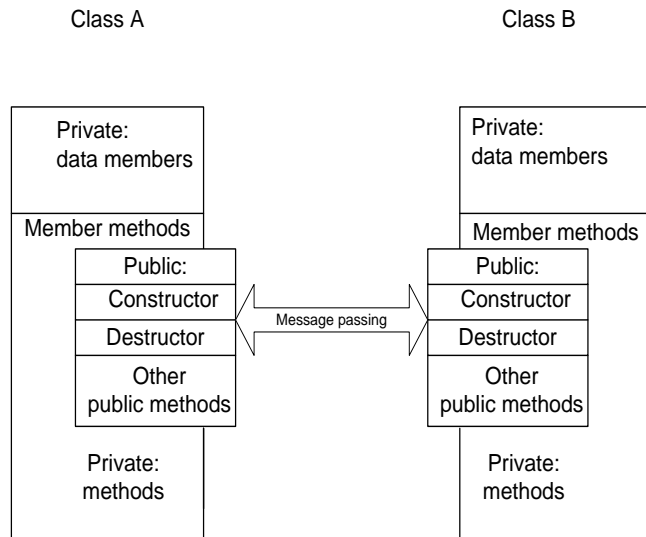 Class A
Private:
data members
Member methods
Public:
Constructor
Destructor
Other
public methods
Private:
methods
Message passing
Class B
Private:
data members
Member methods
Public:
Constructor
Destructor
Other
public methods
Private:
methods